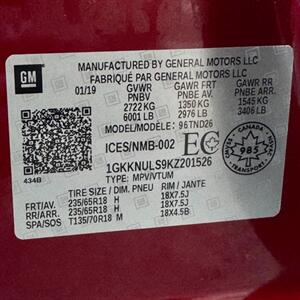 GM
MANUFACTURED BY GENERAL MOTORS LLC
FABRIQUÉ PAR GENERAL MOTORS LLC
01/19 GVWR GAWR FRT GAWR RR
PNBV PNBE AV. PNBE ARR.
2722 KG 1350 KG 1545 KG
6001 LB 2976 LB 3406 LB
MODEL/MODÈLE: 96TND26
ICES/NMB-002
EC
CANADA
985
1GKKNULS9KZ201526
TYPE: MPV/VTUM
434B
TIRE SIZE/DIM. PNEU RIM/JANTE
FRT/AV. 235/65R18 H 18X7.5J
RR/ARR. 235/65R18 H 18X7.5J
SPA/SOS T135/70R18 M 18X4.5B